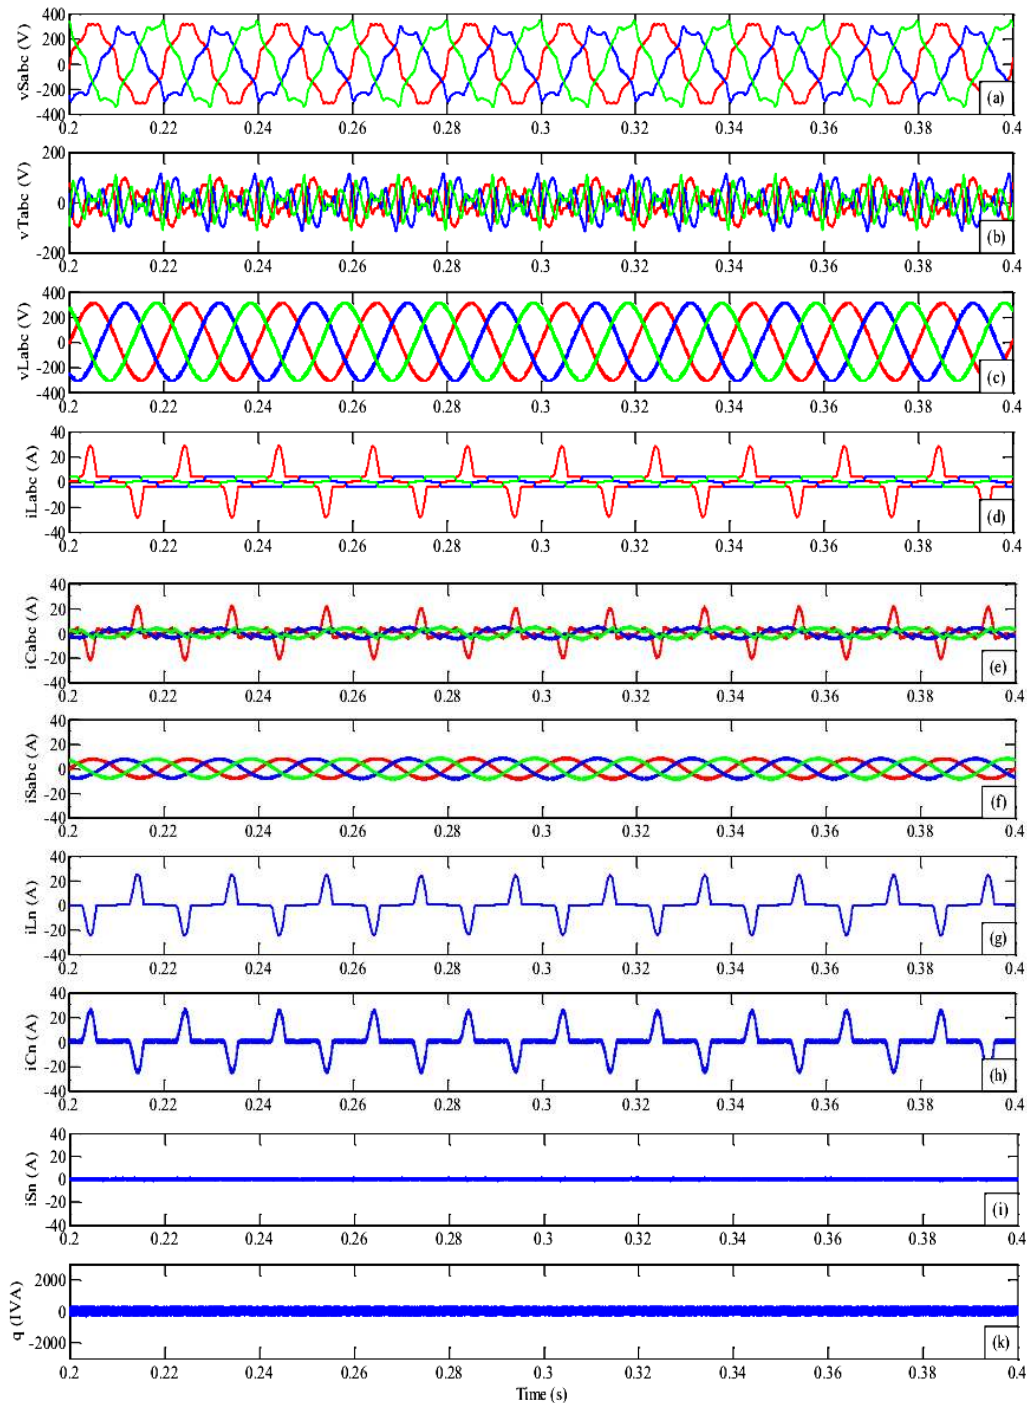 vSabc (V)
400
200
0
-200
-400
(a)
0.2 0.22 0.24 0.26 0.28 0.3 0.32 0.34 0.36 0.38 0.4
vTabc (V)
200
0
-200
(b)
0.2 0.22 0.24 0.26 0.28 0.3 0.32 0.34 0.36 0.38 0.4
vLabc (V)
400
200
0
-200
-400
(c)
0.2 0.22 0.24 0.26 0.28 0.3 0.32 0.34 0.36 0.38 0.4
iLabc (A)
40
20
0
-20
-40
(d)
0.2 0.22 0.24 0.26 0.28 0.3 0.32 0.34 0.36 0.38 0.4
iCabc (A)
40
20
0
-20
-40
(e)
0.2 0.22 0.24 0.26 0.28 0.3 0.32 0.34 0.36 0.38 0.4
iSabc (A)
40
20
0
-20
-40
(f)
0.2 0.22 0.24 0.26 0.28 0.3 0.32 0.34 0.36 0.38 0.4
iLn (A)
40
20
0
-20
-40
(g)
0.2 0.22 0.24 0.26 0.28 0.3 0.32 0.34 0.36 0.38 0.4
iCn (A)
40
20
0
-20
-40
(h)
0.2 0.22 0.24 0.26 0.28 0.3 0.32 0.34 0.36 0.38 0.4
iSn (A)
40
20
0
-20
-40
(i)
0.2 0.22 0.24 0.26 0.28 0.3 0.32 0.34 0.36 0.38 0.4
q (IVA)
2000
0
-2000
(k)
0.2 0.22 0.24 0.26 0.28 0.3 0.32 0.34 0.36 0.38 0.4
Time (s)